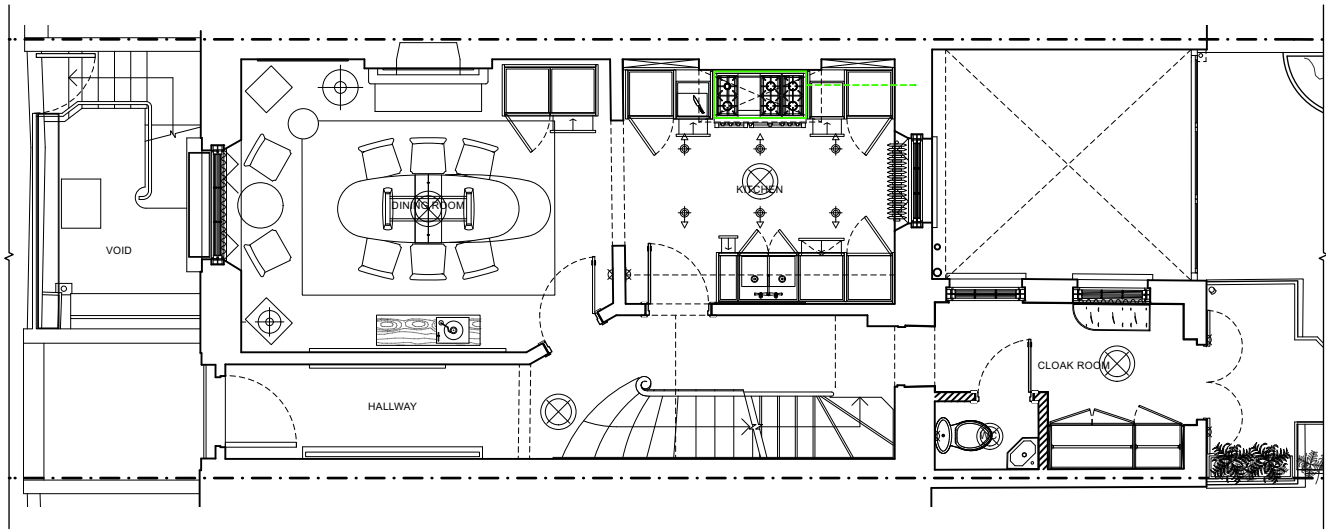 KITCHEN
DINING ROOM
VOID
CLOAK ROOM
HALLWAY